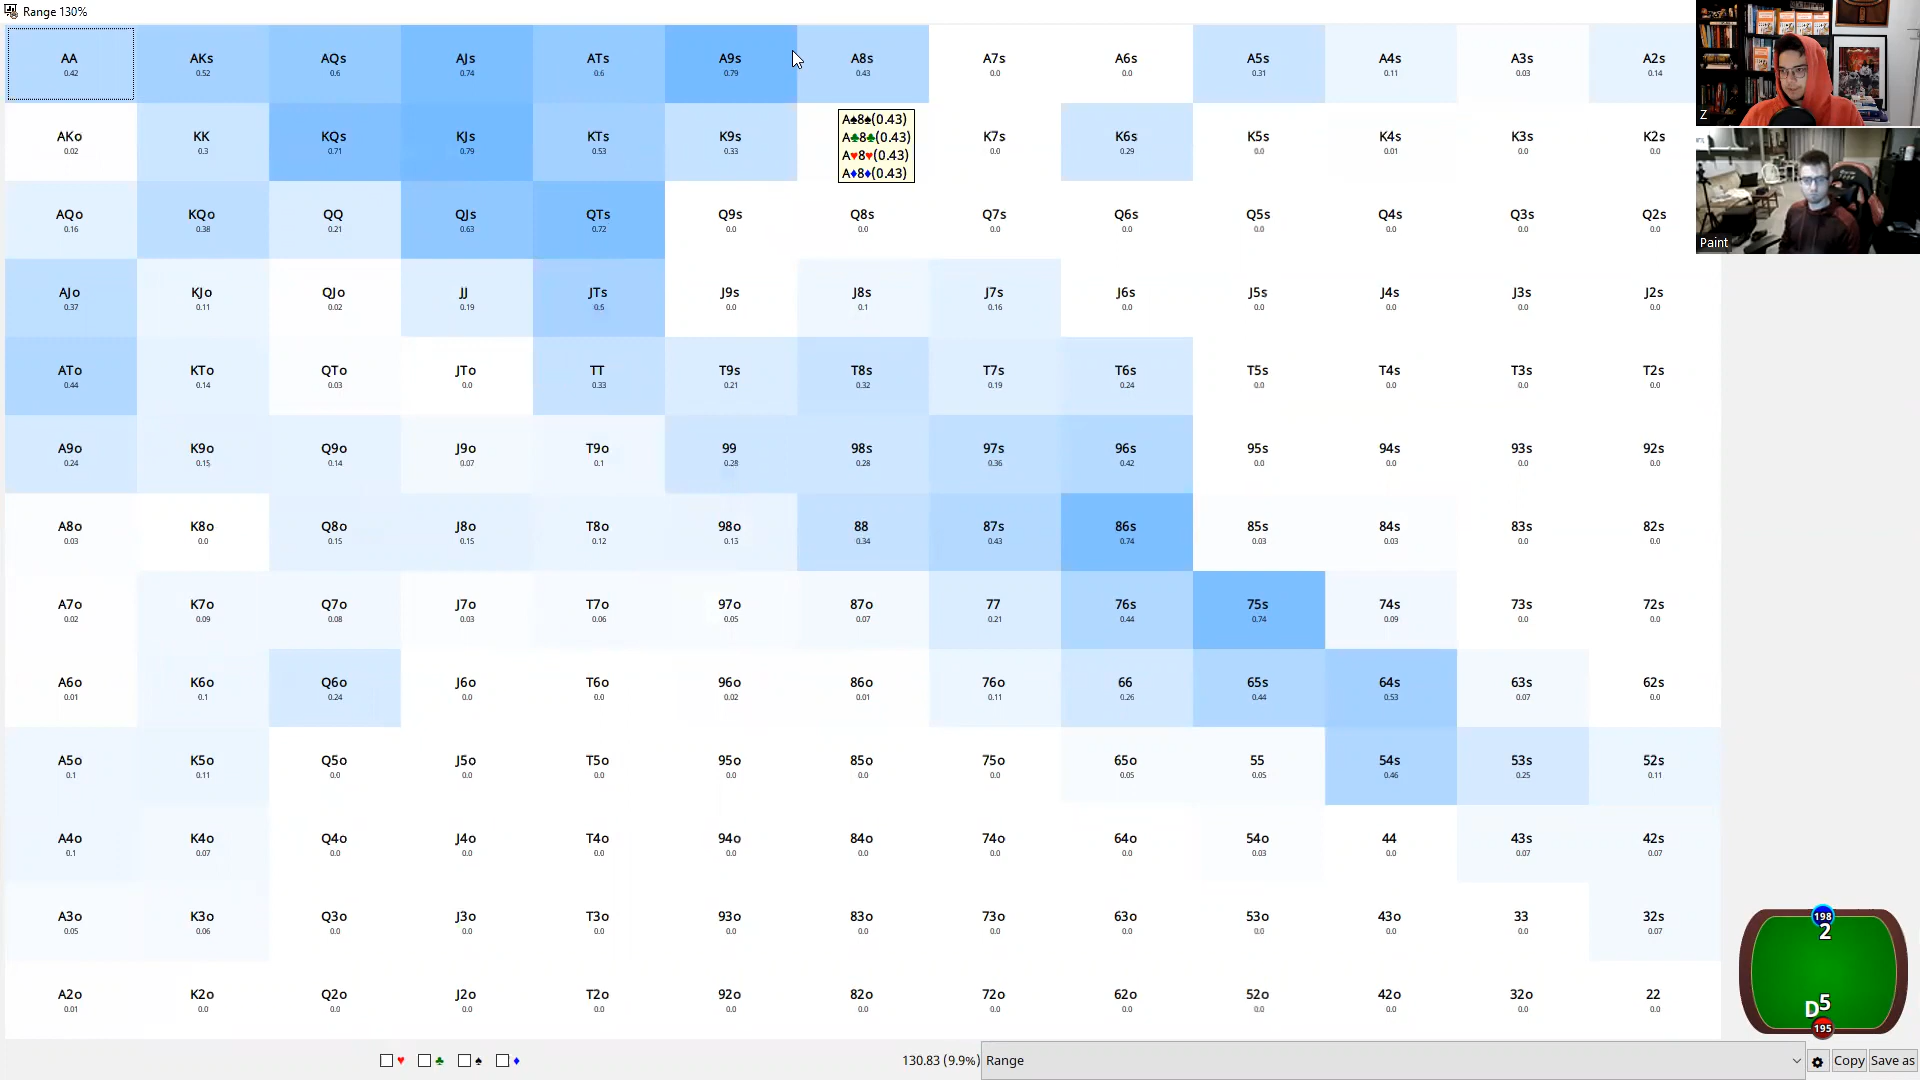 Range 130%
AA AKs AQs AJs ATs A9s A8s A7s A6s A5s A4s A3s A2s
0.42 0.52 0.6 0.74 0.6 0.79 0.43 0.0 0.0 0.31 0.11 0.03 0.14
A♠8♠(0.43)
A♣8♣(0.43)
A♥8♥(0.43)
A♦8♦(0.43)
AKo KK KQs KJs KTs K9s K7s K6s K5s K4s K3s K2s
0.02 0.3 0.71 0.79 0.53 0.33 0.0 0.29 0.0 0.01 0.0 0.0
AQo KQo QQ QJs QTs Q9s Q8s Q7s Q6s Q5s Q4s Q3s Q2s
0.16 0.38 0.21 0.63 0.72 0.0 0.0 0.0 0.0 0.0 0.0 0.0 0.0
AJo KJo QJo JJ JTs J9s J8s J7s J6s J5s J4s J3s J2s
0.37 0.11 0.02 0.19 0.5 0.0 0.1 0.16 0.0 0.0 0.0 0.0 0.0
ATo KTo QTo JTo TT T9s T8s T7s T6s T5s T4s T3s T2s
0.44 0.14 0.03 0.0 0.33 0.21 0.32 0.19 0.24 0.0 0.0 0.0 0.0
A9o K9o Q9o J9o T9o 99 98s 97s 96s 95s 94s 93s 92s
0.24 0.15 0.14 0.07 0.1 0.28 0.28 0.36 0.42 0.0 0.0 0.0 0.0
A8o K8o Q8o J8o T8o 98o 88 87s 86s 85s 84s 83s 82s
0.03 0.0 0.15 0.15 0.12 0.13 0.34 0.43 0.74 0.03 0.03 0.0 0.0
A7o K7o Q7o J7o T7o 97o 87o 77 76s 75s 74s 73s 72s
0.02 0.09 0.08 0.03 0.06 0.05 0.07 0.21 0.44 0.74 0.09 0.0 0.0
A6o K6o Q6o J6o T6o 96o 86o 76o 66 65s 64s 63s 62s
0.01 0.1 0.24 0.0 0.0 0.02 0.01 0.11 0.26 0.44 0.53 0.07 0.0
A5o K5o Q5o J5o T5o 95o 85o 75o 65o 55 54s 53s 52s
0.1 0.11 0.0 0.0 0.0 0.0 0.0 0.0 0.05 0.05 0.46 0.25 0.11
A4o K4o Q4o J4o T4o 94o 84o 74o 64o 54o 44 43s 42s
0.1 0.07 0.0 0.0 0.0 0.0 0.0 0.0 0.0 0.03 0.0 0.07 0.07
A3o K3o Q3o J3o T3o 93o 83o 73o 63o 53o 43o 33 32s
0.05 0.06 0.0 0.0 0.0 0.0 0.0 0.0 0.0 0.0 0.0 0.0 0.07
A2o K2o Q2o J2o T2o 92o 82o 72o 62o 52o 42o 32o 22
0.01 0.0 0.0 0.0 0.0 0.0 0.0 0.0 0.0 0.0 0.0 0.0 0.0
♥ ♣ ♠ ♦ 130.83 (9.9%) Range Copy Save as
Z
Paint
198
2
D 5
195